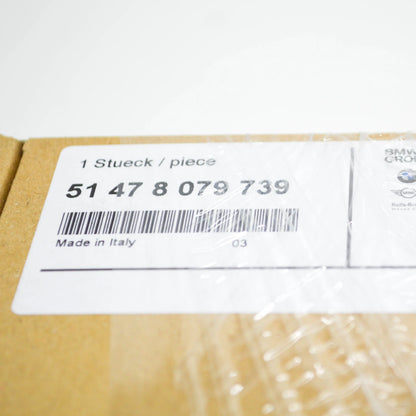 1 Stueck / piece
51 47 8 079 739
Made in Italy 03
BMW
GROUP